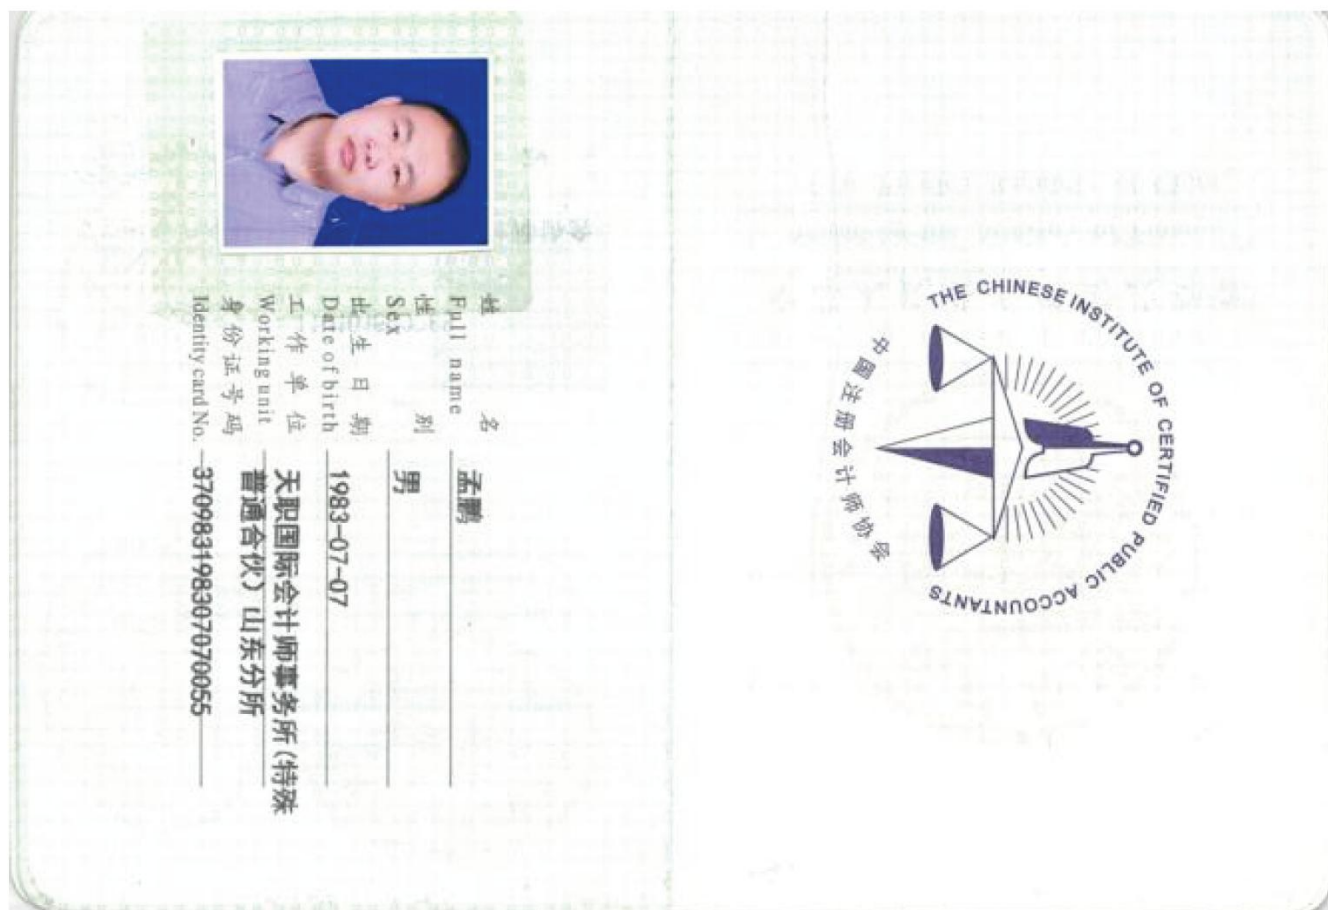 姓 名 孟鹏
Full name
性 别 男
Sex
出 生 日 期 1983-07-07
Date of birth
工 作 单 位 天职国际会计师事务所(特殊
Working unit 普通合伙)山东分所
身 份 证 号 码
Identity card No. 370983198307070055
THE CHINESE INSTITUTE OF CERTIFIED PUBLIC ACCOUNTANTS
中国注册会计师协会